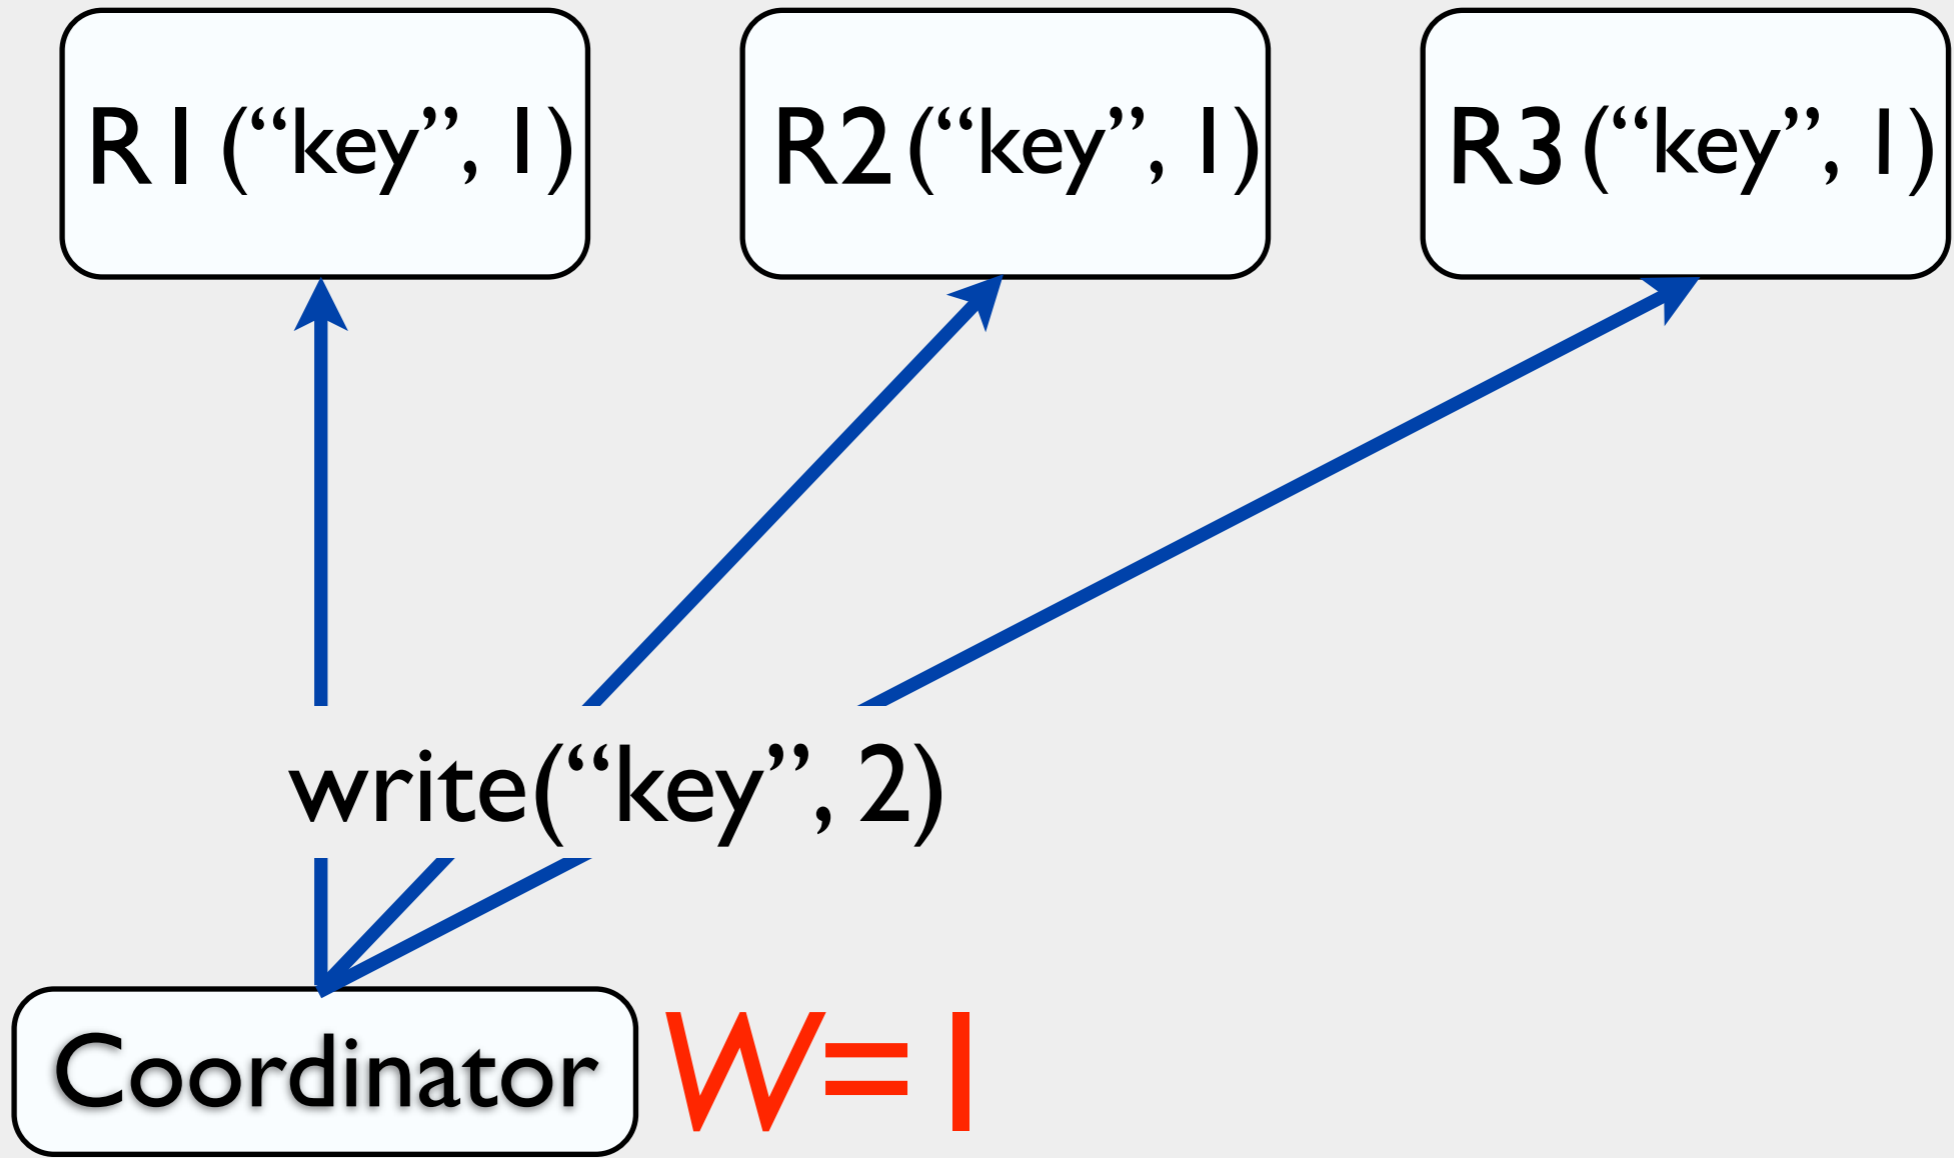 R1(“key”, 1)
R2(“key”, 1)
R3(“key”, 1)
write(“key”, 2)
Coordinator
W=1